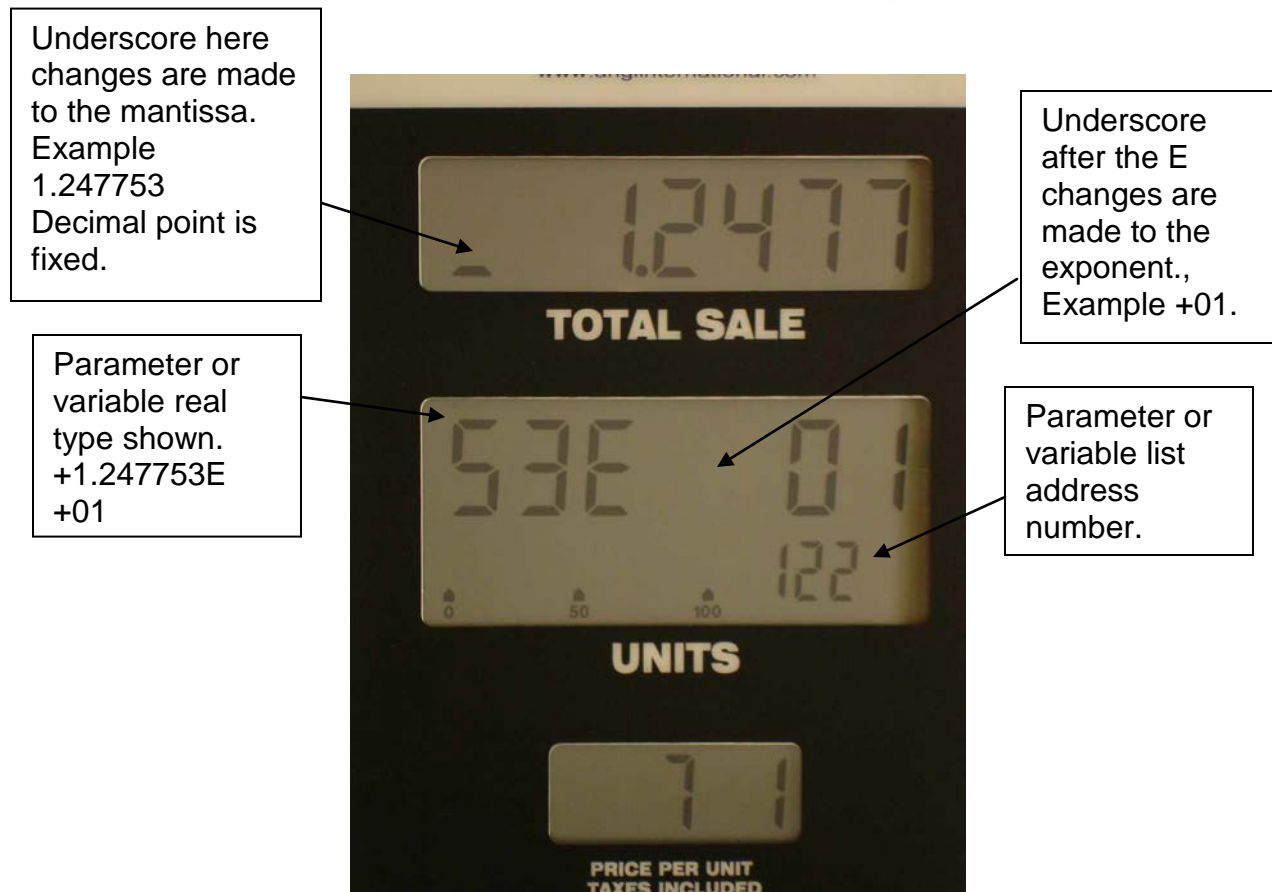 Underscore here
changes are made
to the mantissa.
Example
1.247753
Decimal point is
fixed.
Parameter or
variable real
type shown.
+1.247753E
+01
Underscore
after the E
changes are
made to the
exponent.,
Example +01.
Parameter or
variable list
address
number.
_ 1.2477
TOTAL SALE
53E 01
122
0 50 100
UNITS
7 1
PRICE PER UNIT
TAXES INCLUDED